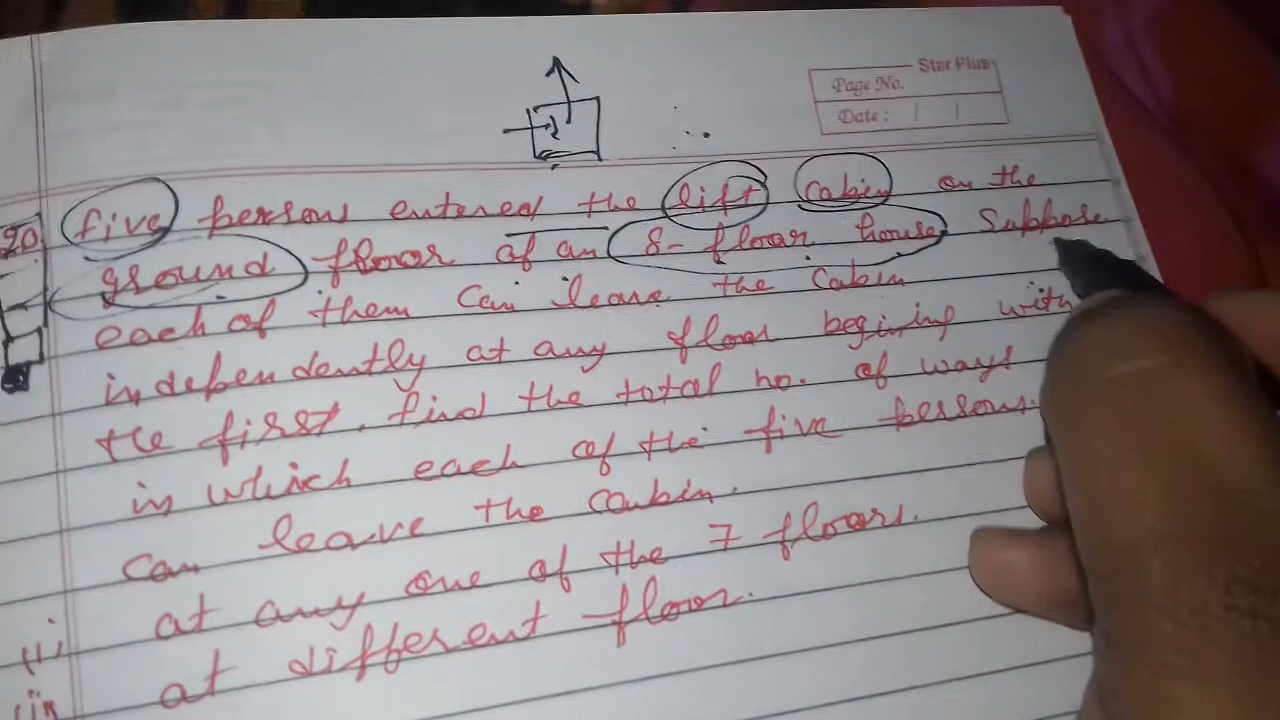 Star Plus
Page No.
Date:
20 five persons entered the lift cabin on the
ground floor of an 8-floor house Suppose
each of them can leave the cabin
independently at any floor begining with
the first. find the total no. of ways
in which each of the five persons.
can leave the cabin.
(i) at any one of the 7 floors.
(ii at different floor.